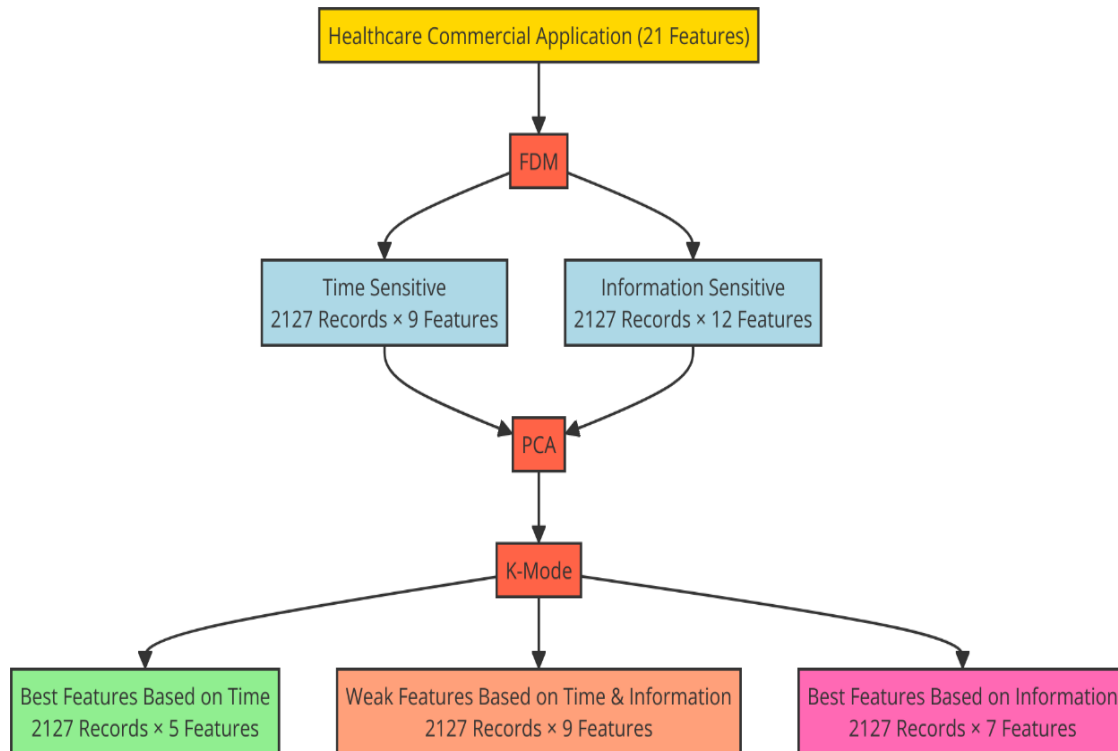 Healthcare Commercial Application (21 Features)
FDM
Time Sensitive
2127 Records × 9 Features
Information Sensitive
2127 Records × 12 Features
PCA
K-Mode
Best Features Based on Time
2127 Records × 5 Features
Weak Features Based on Time & Information
2127 Records × 9 Features
Best Features Based on Information
2127 Records × 7 Features